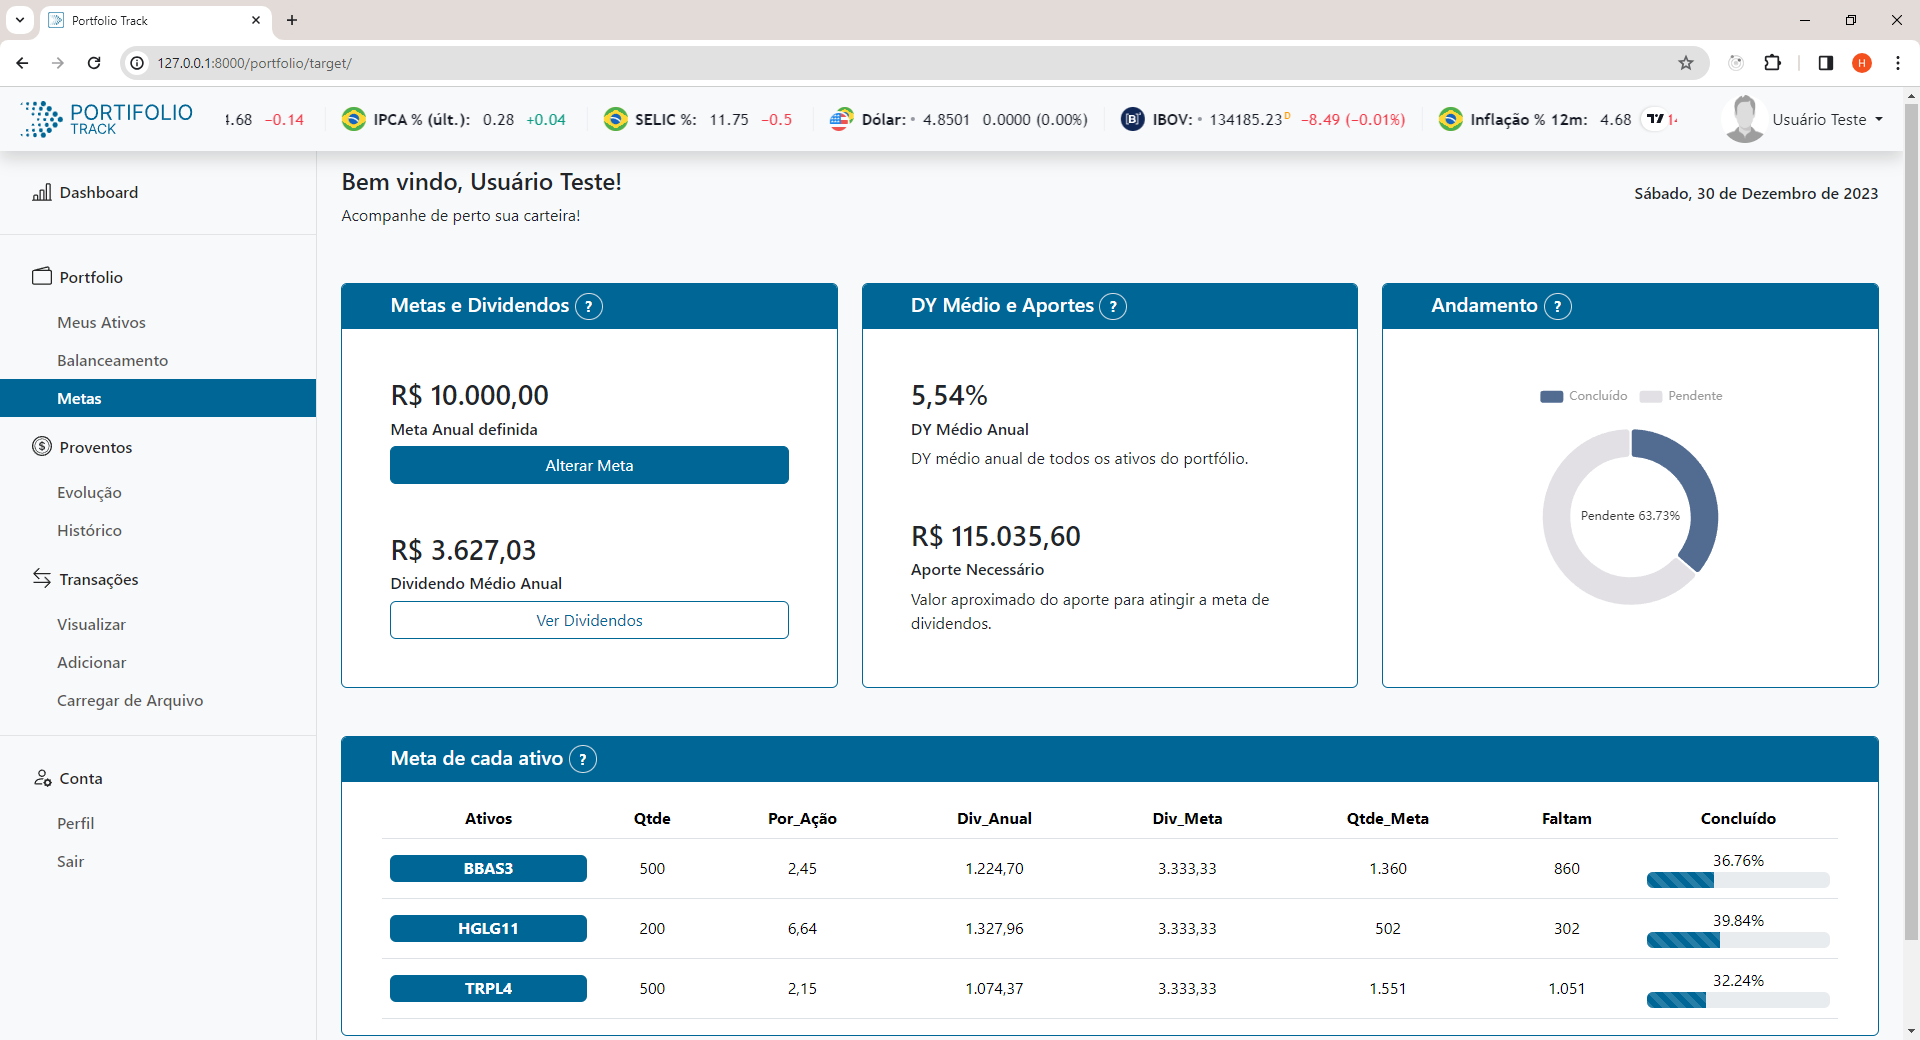 Portfolio Track
127.0.0.1:8000/portfolio/target/
H
PORTIFOLIO
TRACK
4.68 −0.14
IPCA % (últ.): 0.28 +0.04
SELIC %: 11.75 −0.5
Dólar: 4.8501 0.0000 (0.00%)
IBOV: 134185.23 D −8.49 (−0.01%)
Inflação % 12m: 4.68
Usuário Teste
Dashboard
Portfolio
Meus Ativos
Balanceamento
Metas
Proventos
Evolução
Histórico
Transações
Visualizar
Adicionar
Carregar de Arquivo
Conta
Perfil
Sair
Bem vindo, Usuário Teste!
Acompanhe de perto sua carteira!
Sábado, 30 de Dezembro de 2023
Metas e Dividendos ?
R$ 10.000,00
Meta Anual definida
Alterar Meta
R$ 3.627,03
Dividendo Médio Anual
Ver Dividendos
DY Médio e Aportes ?
5,54%
DY Médio Anual
DY médio anual de todos os ativos do portfólio.
R$ 115.035,60
Aporte Necessário
Valor aproximado do aporte para atingir a meta de
dividendos.
Andamento ?
Concluído Pendente
Pendente 63.73%
Meta de cada ativo ?
Ativos Qtde Por_Ação Div_Anual Div_Meta Qtde_Meta Faltam Concluído
BBAS3 500 2,45 1.224,70 3.333,33 1.360 860 36.76%
HGLG11 200 6,64 1.327,96 3.333,33 502 302 39.84%
TRPL4 500 2,15 1.074,37 3.333,33 1.551 1.051 32.24%